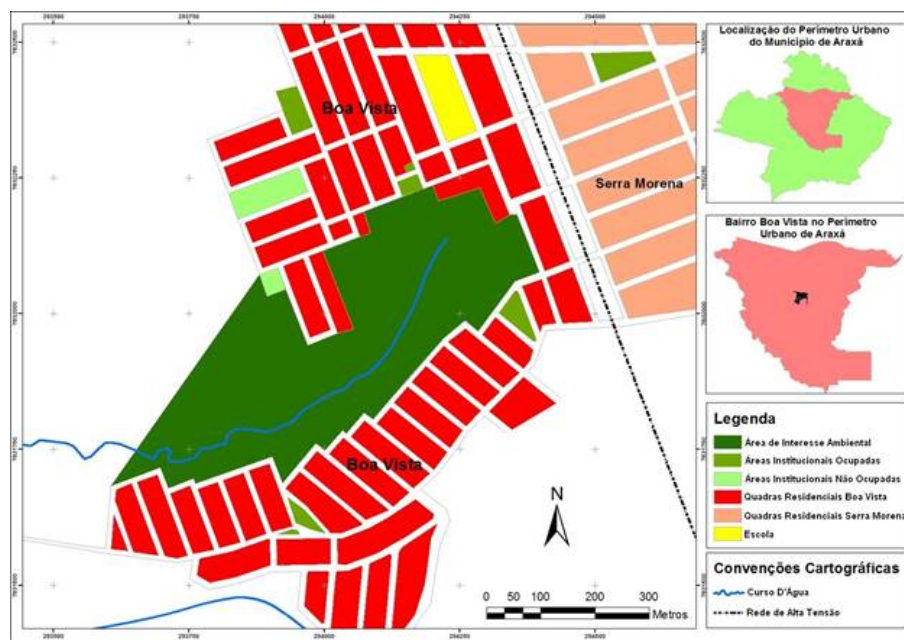 Boa Vista
Serra Morena
Boa Vista
N
0 50 100 200 300
Metros
Localização do Perímetro Urbano
do Município de Araxá
Bairro Boa Vista no Perímetro
Urbano de Araxá
Legenda
Área de Interesse Ambiental
Áreas Institucionais Ocupadas
Áreas Institucionais Não Ocupadas
Quadras Residenciais Boa Vista
Quadras Residenciais Serra Morena
Escola
Convenções Cartográficas
Curso D'Água
Rede de Alta Tensão